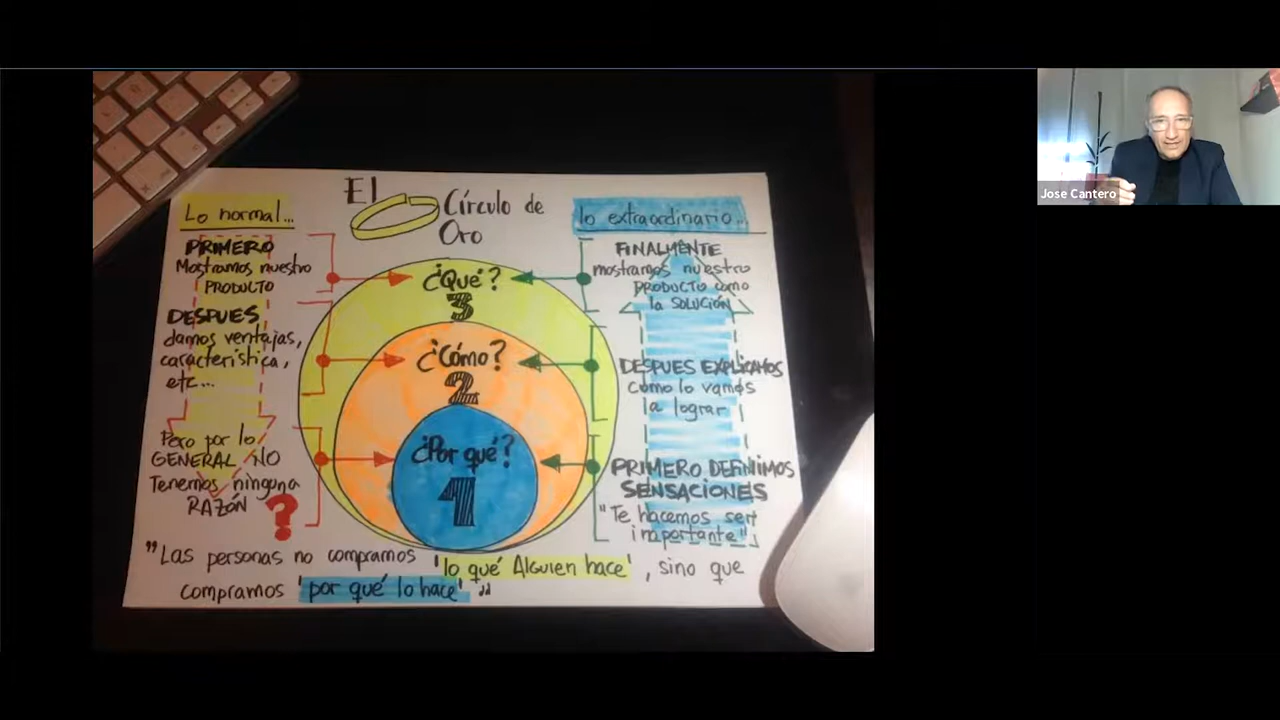 El
Círculo de
Oro
Lo normal...
PRIMERO
Mostramos nuestro
PRODUCTO
DESPUES
damos ventajas,
característica,
etc...
Pero por lo
GENERAL NO
Tenemos ninguna
RAZÓN
?
¿Qué?
3
¿Cómo?
2
¿Por qué?
1
lo extraordinario...
FINALMENTE
mostramos nuestro
PRODUCTO como
la SOLUCIÓN
DESPUES EXPLICAMOS
como lo vamos
a lograr
PRIMERO DEFINIMOS
SENSACIONES
"Te hacemos sert
importante"
"Las personas no compramos 'lo qué Alguien hace', sino que
compramos 'por qué lo hace'"
Jose Cantero